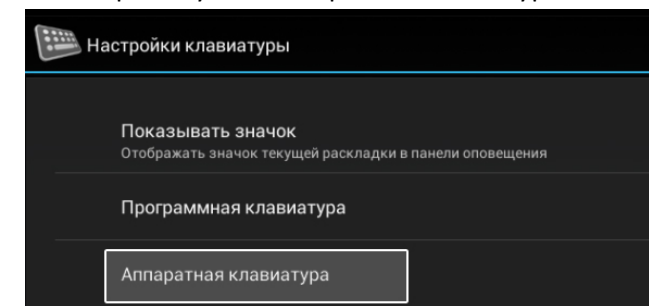 Настройки клавиатуры
Показывать значок
Отображать значок текущей раскладки в панели оповещения
Программная клавиатура
Аппаратная клавиатура